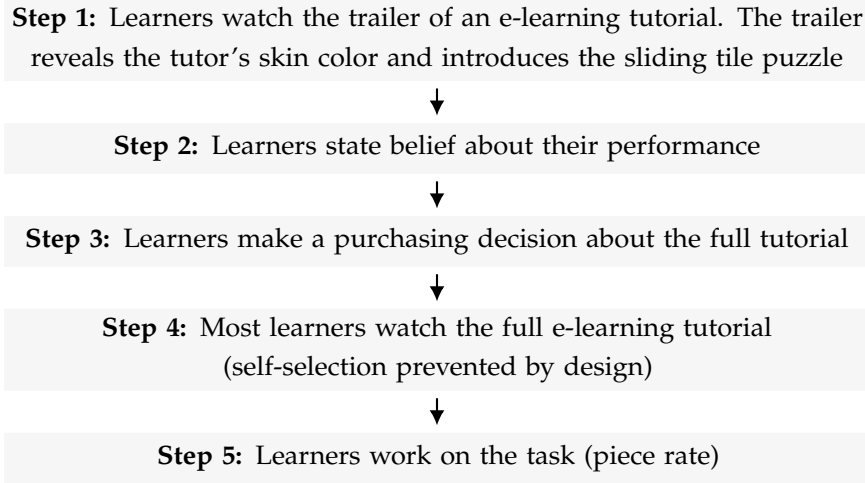 Step 1: Learners watch the trailer of an e-learning tutorial. The trailer
reveals the tutor’s skin color and introduces the sliding tile puzzle
Step 2: Learners state belief about their performance
Step 3: Learners make a purchasing decision about the full tutorial
Step 4: Most learners watch the full e-learning tutorial
(self-selection prevented by design)
Step 5: Learners work on the task (piece rate)